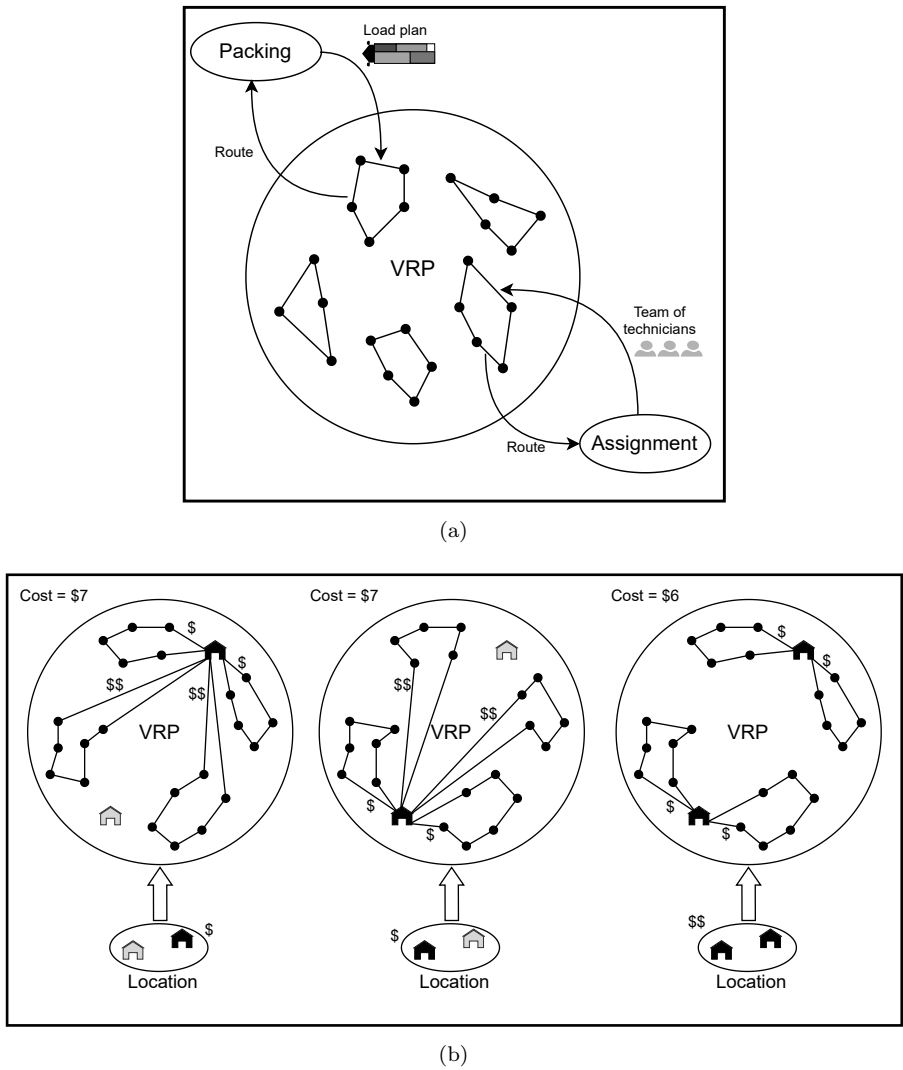 Packing
Load plan
Route
VRP
Team of
technicians
Route
Assignment
(a)
Cost = $7
$
$
$$
$$
VRP
$
Location
Cost = $7
$$
$$
VRP
$
$
$
Location
Cost = $6
$
$
VRP
$
$
$$
Location
(b)